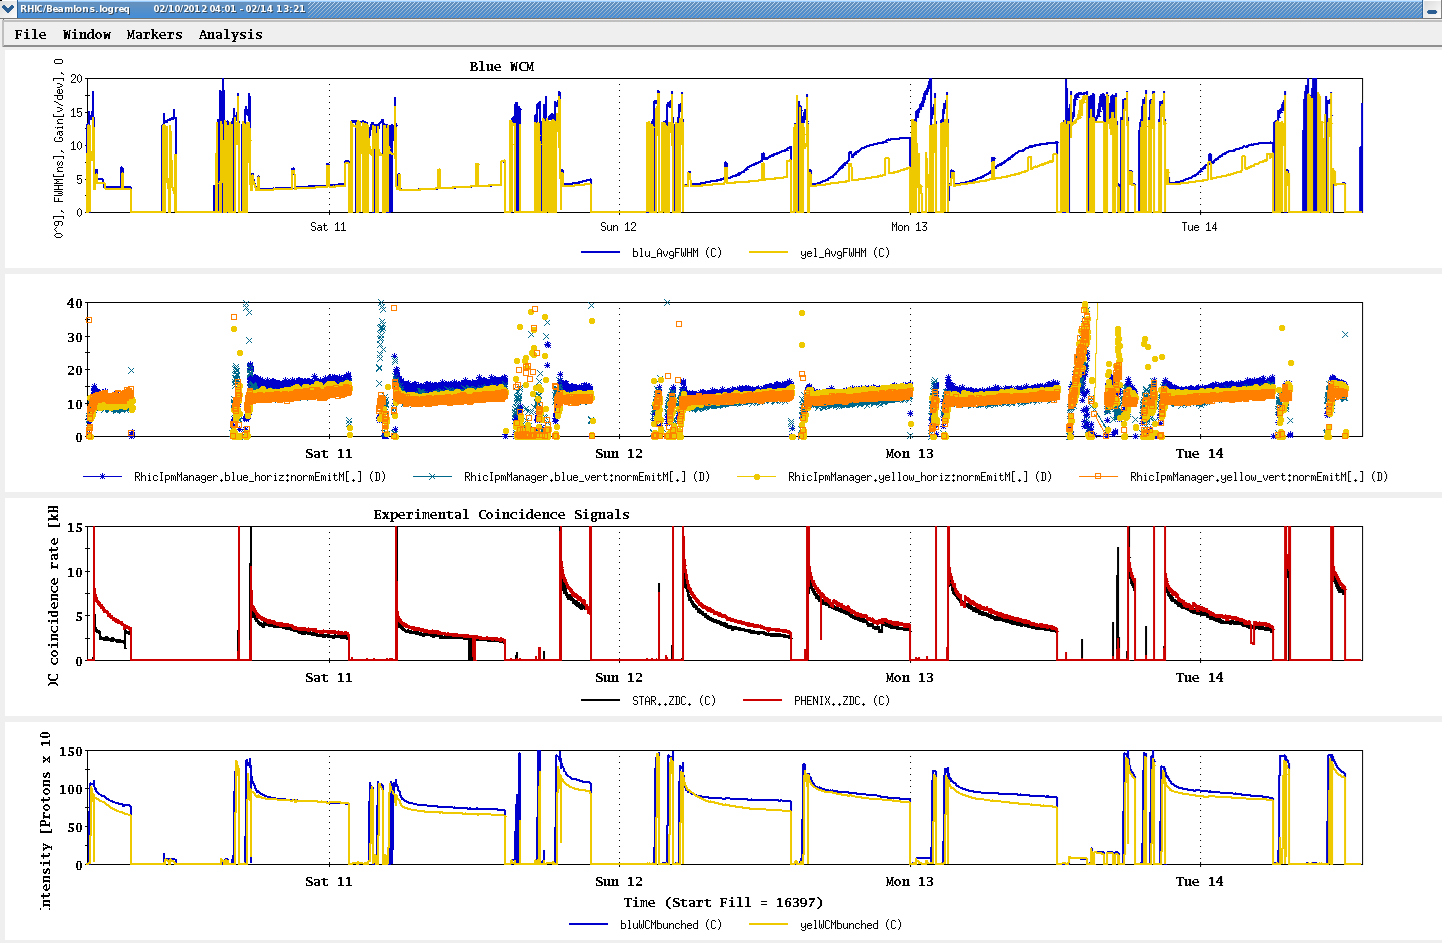 RHIC/BeamIons.logreq 02/10/2012 04:01 - 02/14 13:21
File Window Markers Analysis
Blue WCM
0^9], FWHM[ns], Gain[v/dev], 0
20
15
10
5
0
Sat 11 Sun 12 Mon 13 Tue 14
blu_AvgFWHM (C) yel_AvgFWHM (C)
40
30
20
10
0
Sat 11 Sun 12 Mon 13 Tue 14
RhicIpmManager.blue_horiz:normEmitM[.] (D) RhicIpmManager.blue_vert:normEmitM[.] (D) RhicIpmManager.yellow_horiz:normEmitM[.] (D) RhicIpmManager.yellow_vert:normEmitM[.] (D)
Experimental Coincidence Signals
coincidence rate [kH
15
10
5
0
Sat 11 Sun 12 Mon 13 Tue 14
STAR..ZDC. (C) PHENIX..ZDC. (C)
ntensity [Protons x 10
150
100
50
0
Sat 11 Sun 12 Mon 13 Tue 14
Time (Start Fill = 16397)
bluWCMbunched (C) yelWCMbunched (C)